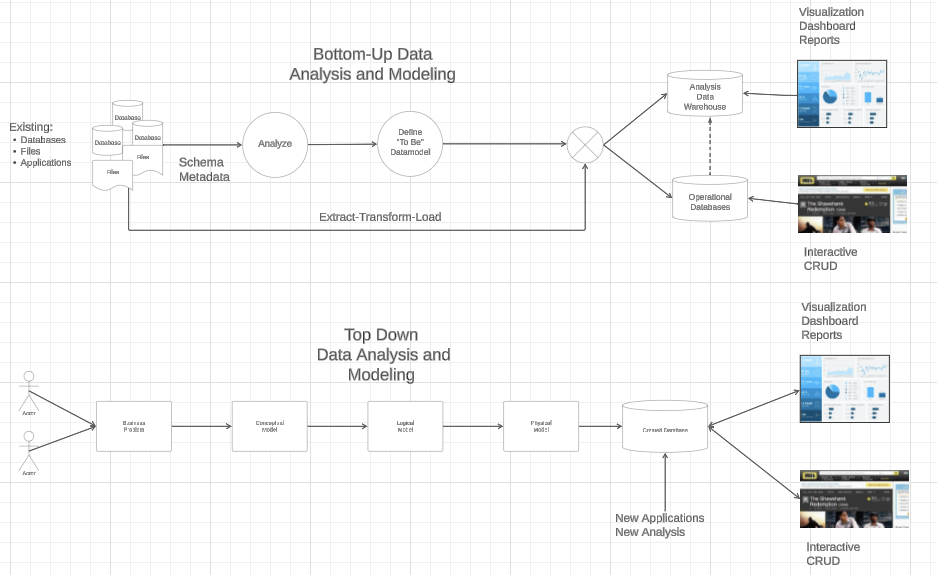 Visualization
Dashboard
Reports
Bottom-Up Data
Analysis and Modeling
Existing:
• Databases
• Files
• Applications
Database
Database
Database
Files
Files
Schema
Metadata
Analyze
Define
"To Be"
Datamodel
Extract-Transform-Load
Analysis
Data
Warehouse
Operational
Databases
The Shawshank
Redemption
Interactive
CRUD
Top Down
Data Analysis and
Modeling
Visualization
Dashboard
Reports
Actor
Actor
Business
Problem
Conceptual
Model
Logical
Model
Physical
Model
Created Database
New Applications
New Analysis
The Shawshank
Redemption
Interactive
CRUD